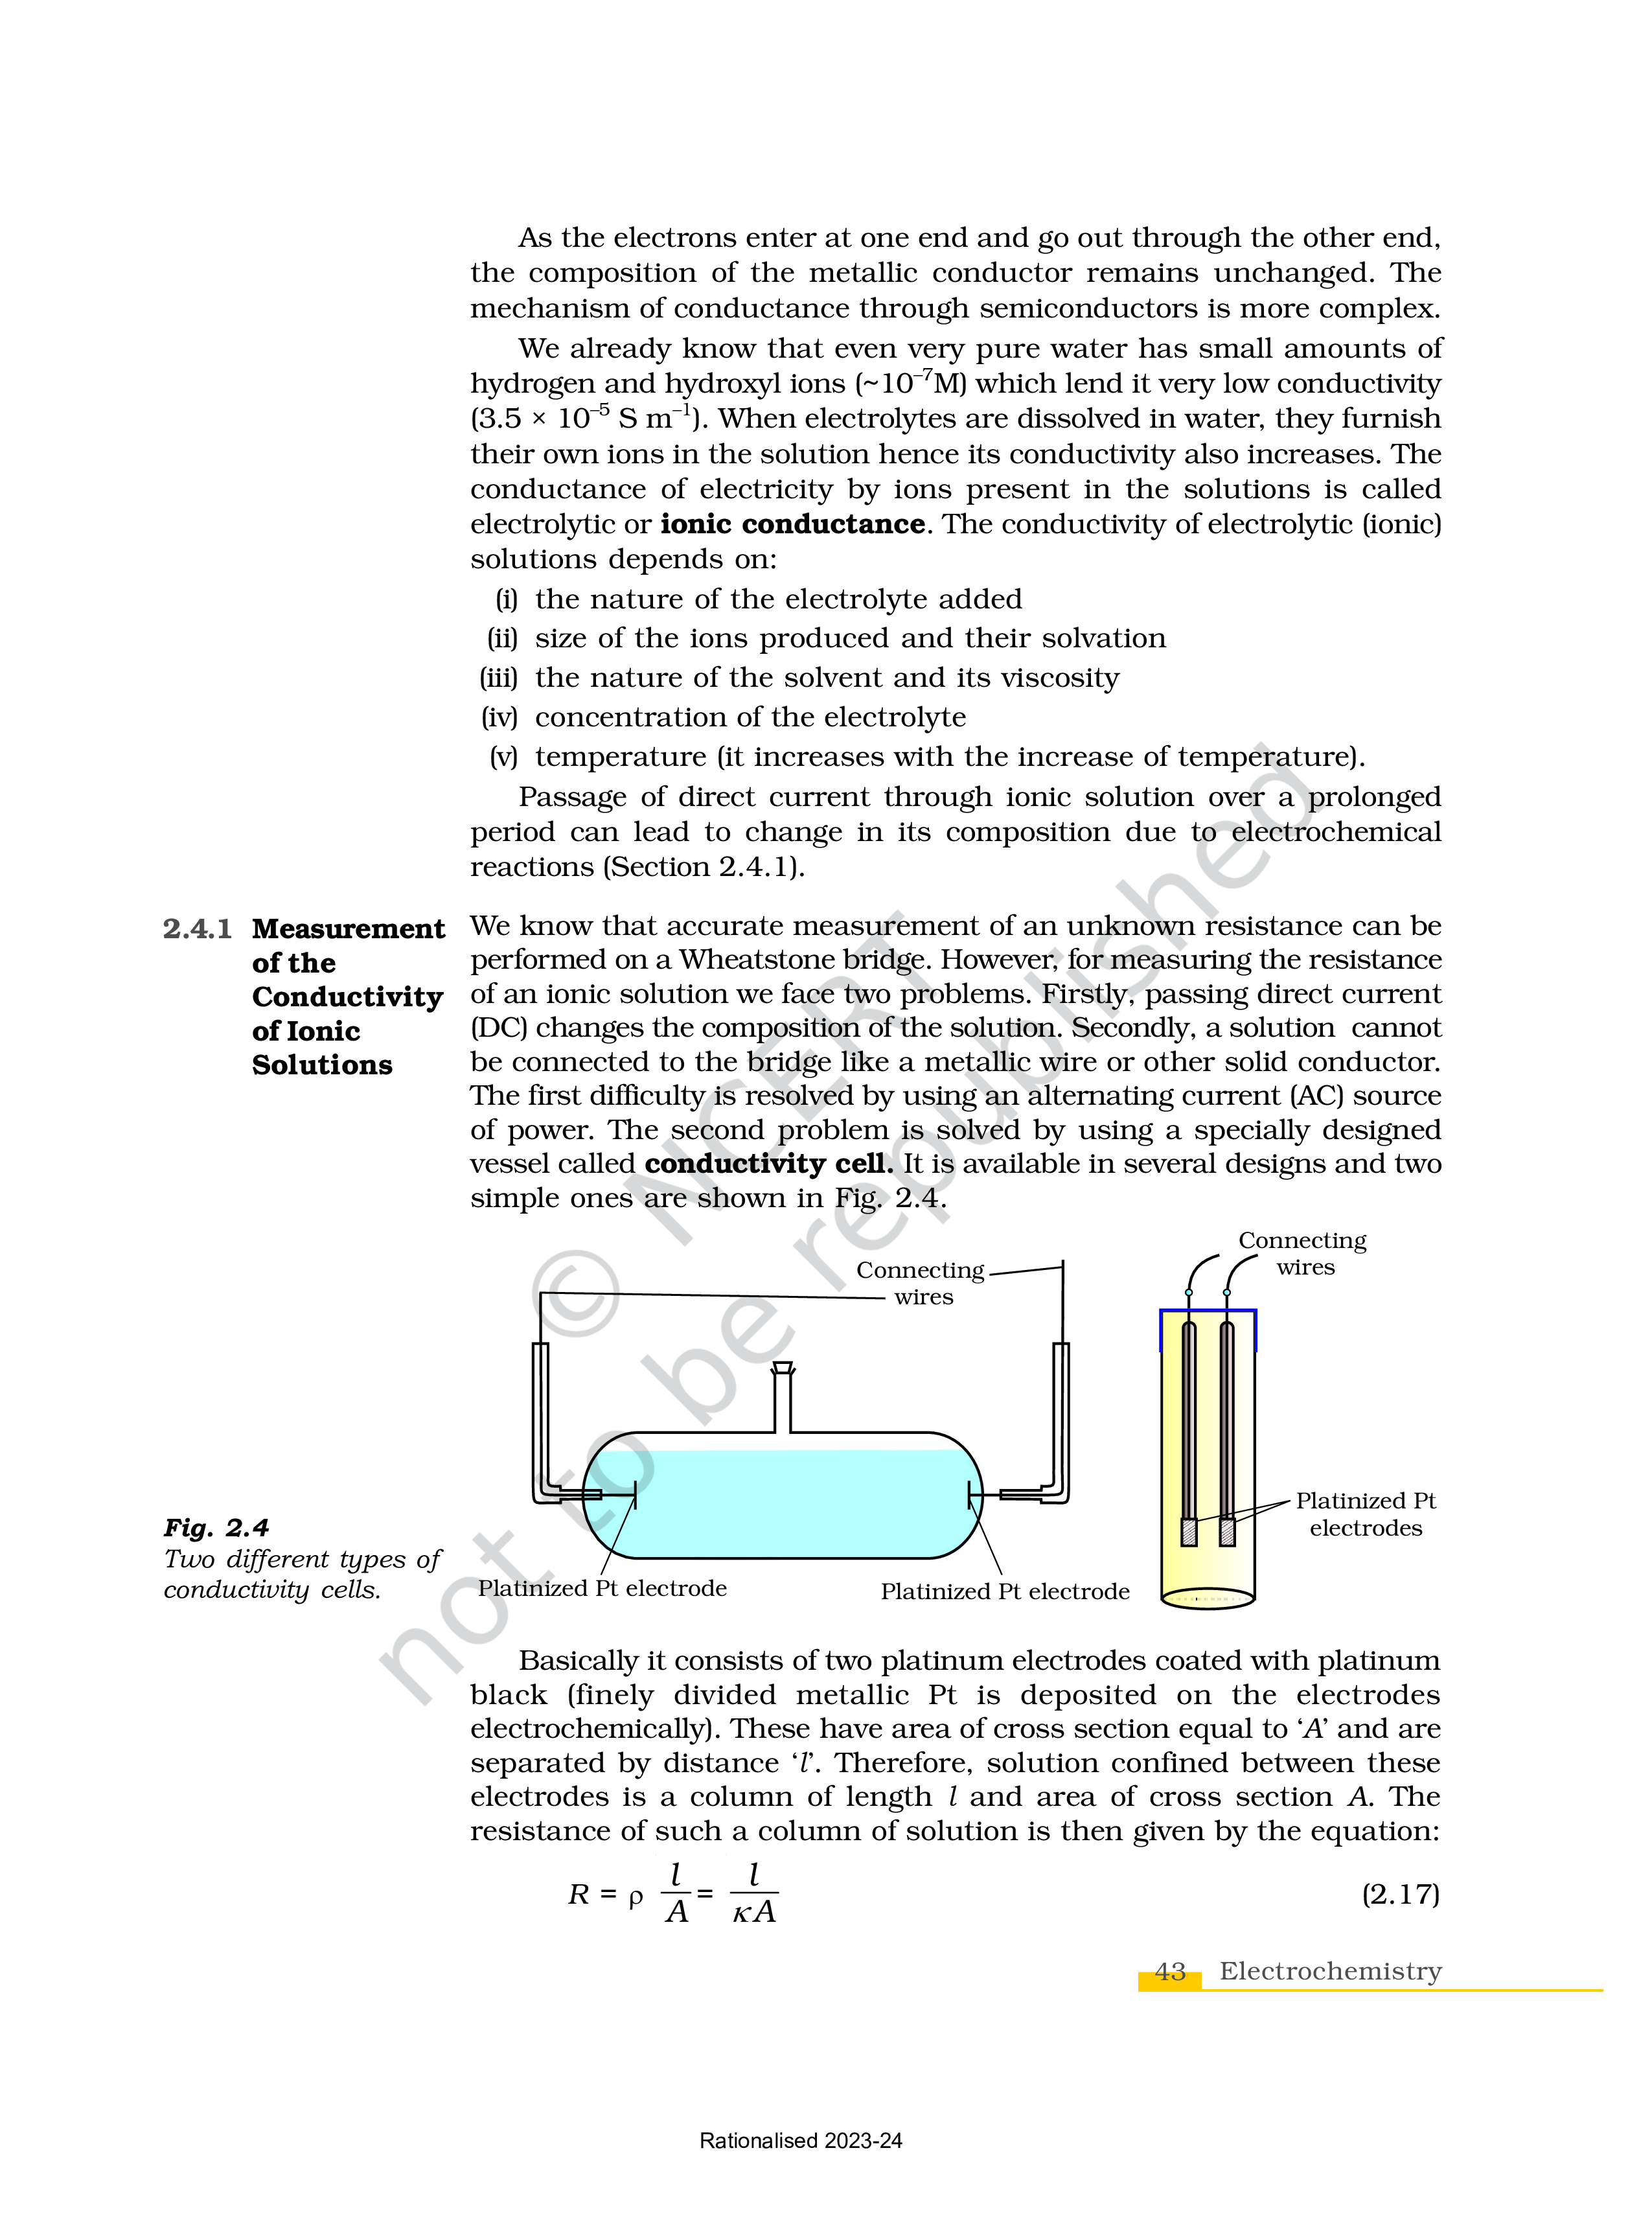 As the electrons enter at one end and go out through the other end,
the composition of the metallic conductor remains unchanged. The
mechanism of conductance through semiconductors is more complex.
We already know that even very pure water has small amounts of
hydrogen and hydroxyl ions (~10⁻⁷M) which lend it very low conductivity
(3.5 × 10⁻⁵ S m⁻¹). When electrolytes are dissolved in water, they furnish
their own ions in the solution hence its conductivity also increases. The
conductance of electricity by ions present in the solutions is called
electrolytic or ionic conductance. The conductivity of electrolytic (ionic)
solutions depends on:
(i) the nature of the electrolyte added
(ii) size of the ions produced and their solvation
(iii) the nature of the solvent and its viscosity
(iv) concentration of the electrolyte
(v) temperature (it increases with the increase of temperature).
Passage of direct current through ionic solution over a prolonged
period can lead to change in its composition due to electrochemical
reactions (Section 2.4.1).
2.4.1 Measurement
of the
Conductivity
of Ionic
Solutions
We know that accurate measurement of an unknown resistance can be
performed on a Wheatstone bridge. However, for measuring the resistance
of an ionic solution we face two problems. Firstly, passing direct current
(DC) changes the composition of the solution. Secondly, a solution cannot
be connected to the bridge like a metallic wire or other solid conductor.
The first difficulty is resolved by using an alternating current (AC) source
of power. The second problem is solved by using a specially designed
vessel called conductivity cell. It is available in several designs and two
simple ones are shown in Fig. 2.4.
Connecting
wires
Connecting
wires
Platinized Pt
electrodes
Platinized Pt electrode
Platinized Pt electrode
Fig. 2.4
Two different types of
conductivity cells.
Basically it consists of two platinum electrodes coated with platinum
black (finely divided metallic Pt is deposited on the electrodes
electrochemically). These have area of cross section equal to ‘A’ and are
separated by distance ‘l’. Therefore, solution confined between these
electrodes is a column of length l and area of cross section A. The
resistance of such a column of solution is then given by the equation:
R = ρ l/A = l/κA (2.17)
43 Electrochemistry
Rationalised 2023-24
© NCERT
not to be republished